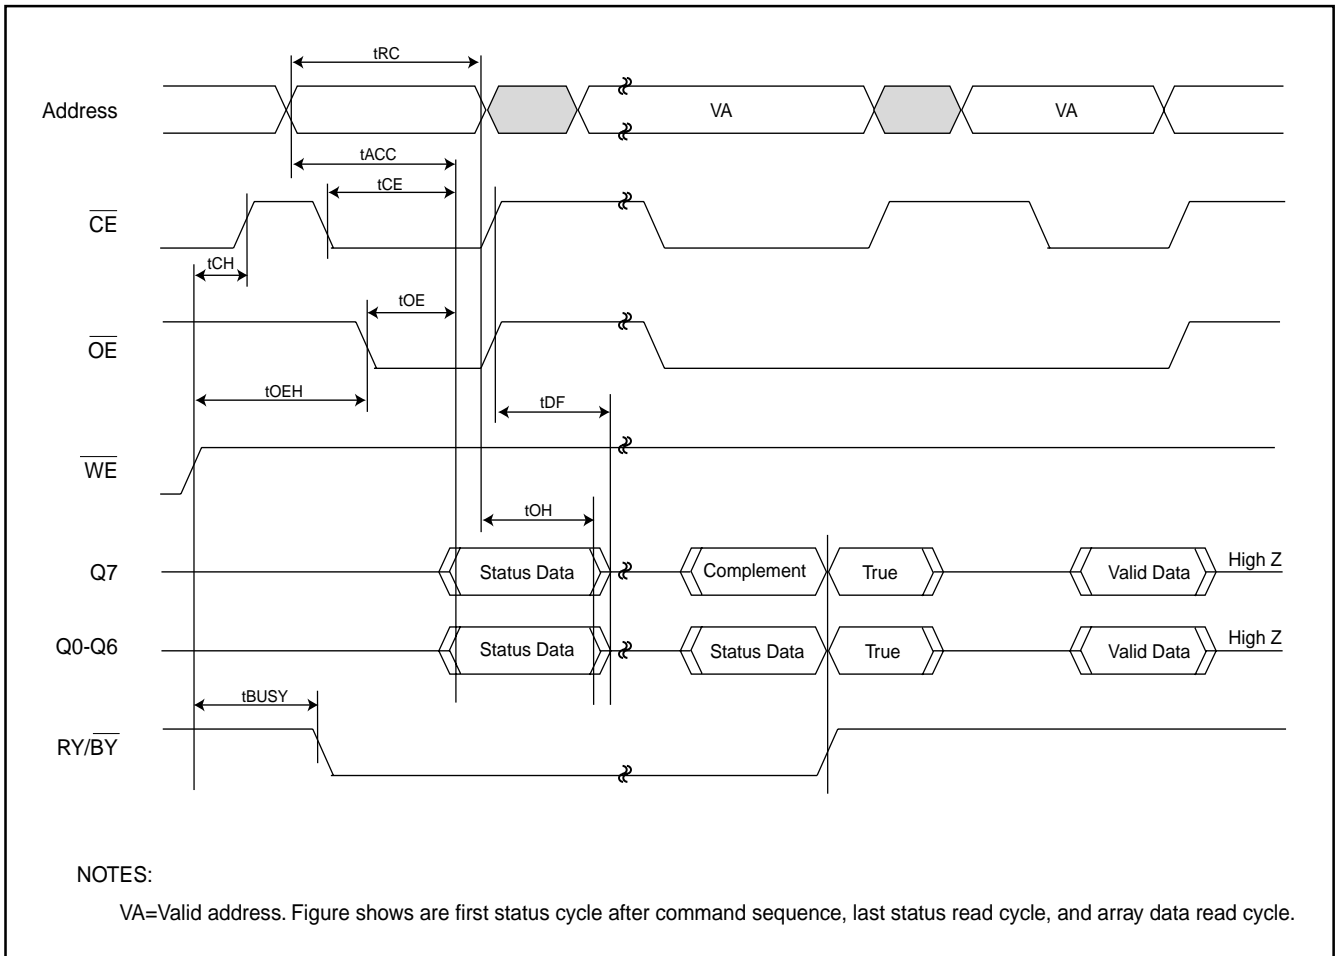 tRC
Address
VA
VA
tACC
tCE
CE
tCH
tOE
OE
tOEH
tDF
WE
tOH
Q7
Status Data
Complement
True
Valid Data
High Z
Q0-Q6
Status Data
Status Data
True
Valid Data
High Z
tBUSY
RY/BY
NOTES:
VA=Valid address. Figure shows are first status cycle after command sequence, last status read cycle, and array data read cycle.